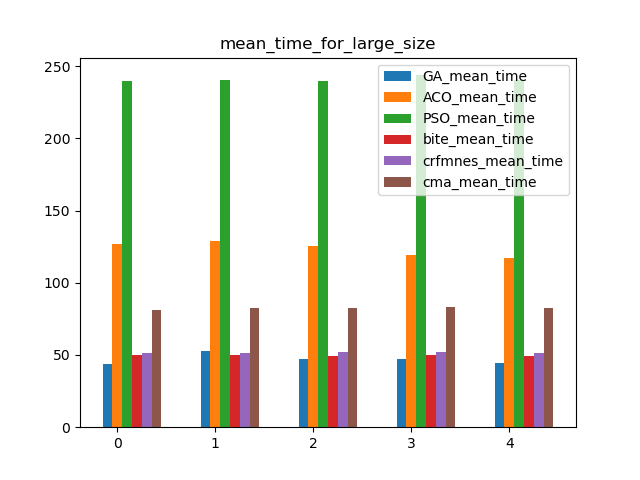 mean_time_for_large_size
250
200
150
100
50
0
GA_mean_time
ACO_mean_time
PSO_mean_time
bite_mean_time
crfmnes_mean_time
cma_mean_time
0 1 2 3 4